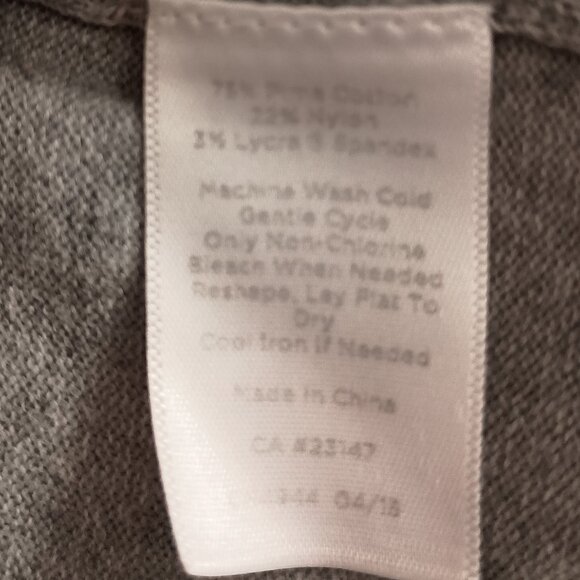 75% Pima Cotton
22% Nylon
3% Lycra ® Spandex
Machine Wash Cold
Gentle Cycle
Only Non-Chlorine
Bleach When Needed
Reshape, Lay Flat To
Dry
Cool Iron if Needed
Made in China
CA #23147
04/15